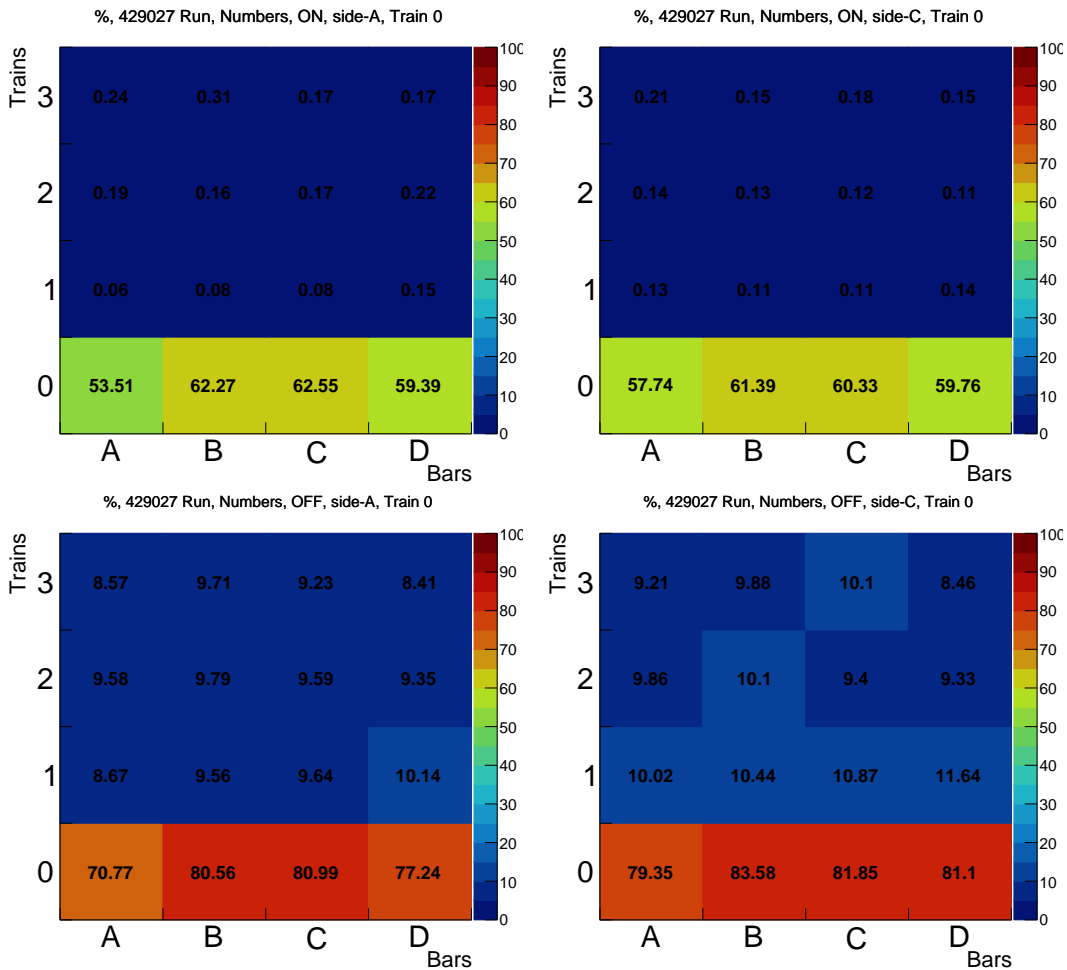 %, 429027 Run, Numbers, ON, side-A, Train 0
Trains
3 0.24 0.31 0.17 0.17
2 0.19 0.16 0.17 0.22
1 0.06 0.08 0.08 0.15
0 53.51 62.27 62.55 59.39
A B C D
Bars
100
90
80
70
60
50
40
30
20
10
0
%, 429027 Run, Numbers, ON, side-C, Train 0
Trains
3 0.21 0.15 0.18 0.15
2 0.14 0.13 0.12 0.11
1 0.13 0.11 0.11 0.14
0 57.74 61.39 60.33 59.76
A B C D
Bars
100
90
80
70
60
50
40
30
20
10
0
%, 429027 Run, Numbers, OFF, side-A, Train 0
Trains
3 8.57 9.71 9.23 8.41
2 9.58 9.79 9.59 9.35
1 8.67 9.56 9.64 10.14
0 70.77 80.56 80.99 77.24
A B C D
Bars
100
90
80
70
60
50
40
30
20
10
0
%, 429027 Run, Numbers, OFF, side-C, Train 0
Trains
3 9.21 9.88 10.1 8.46
2 9.86 10.1 9.4 9.33
1 10.02 10.44 10.87 11.64
0 79.35 83.58 81.85 81.1
A B C D
Bars
100
90
80
70
60
50
40
30
20
10
0